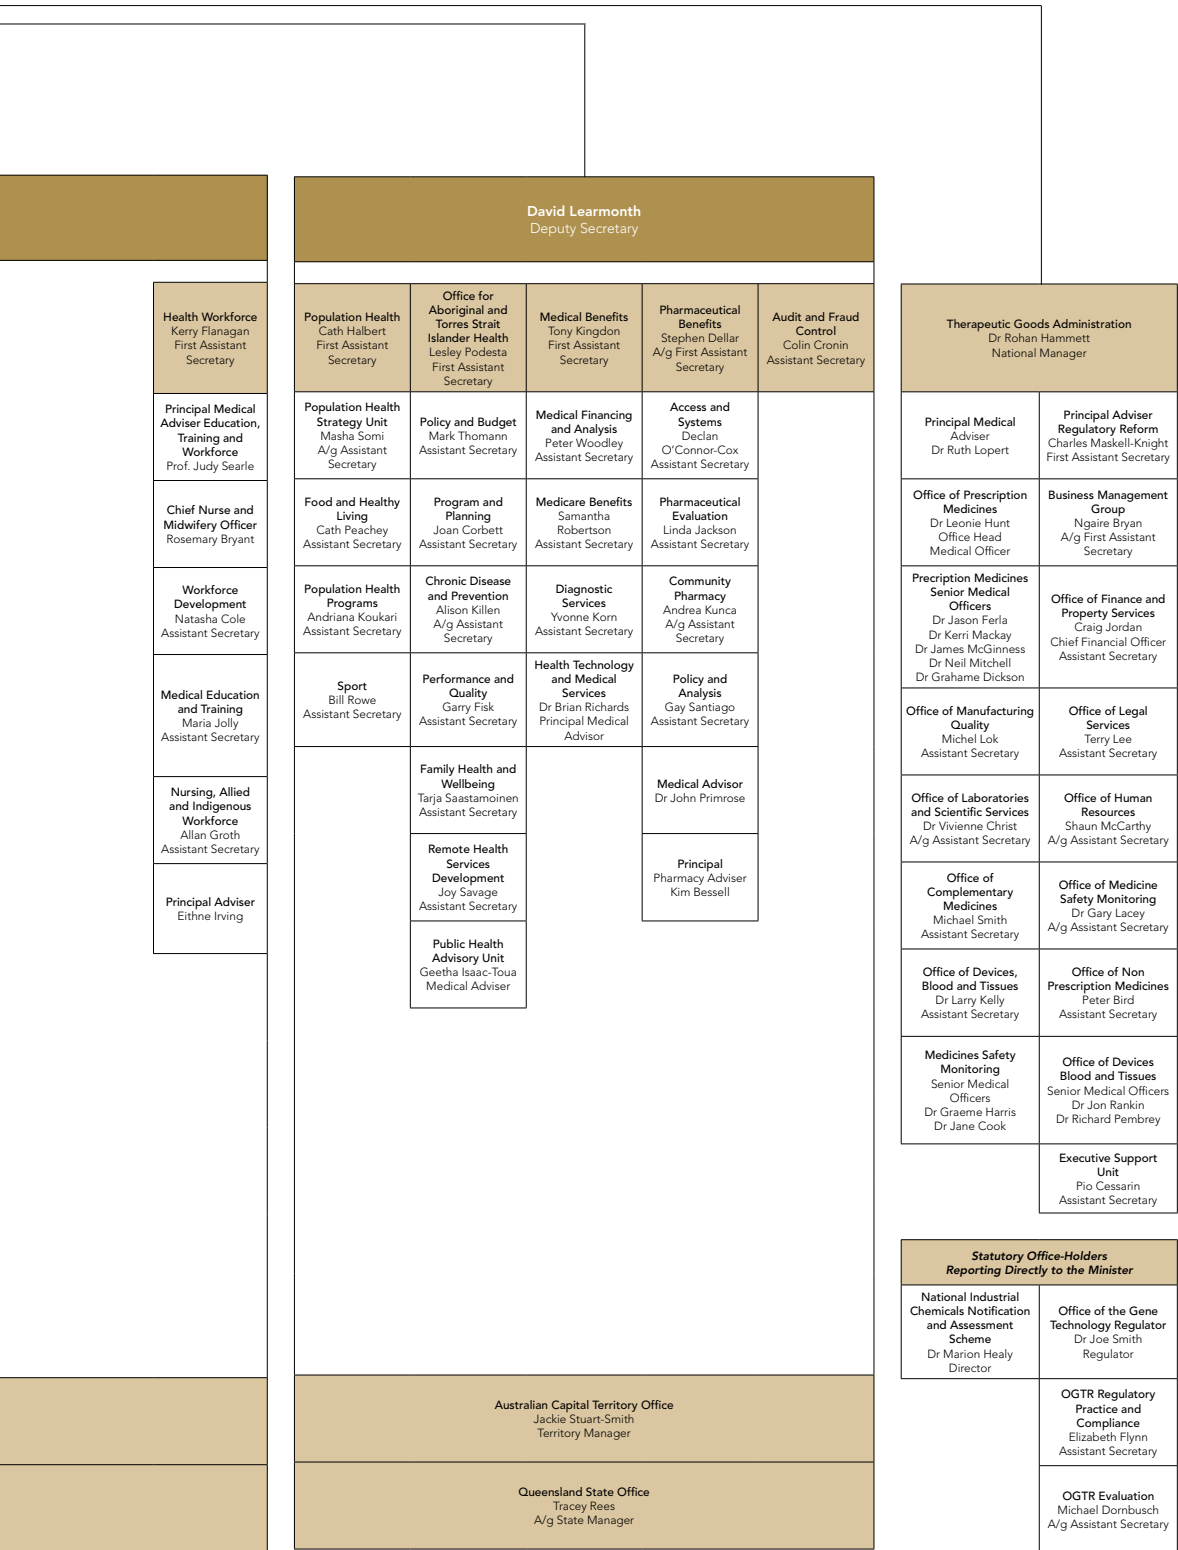 David Learmonth
Deputy Secretary
Health Workforce
Kerry Flanagan
First Assistant
Secretary
Principal Medical
Adviser Education,
Training and
Workforce
Prof. Judy Searle
Chief Nurse and
Midwifery Officer
Rosemary Bryant
Workforce
Development
Natasha Cole
Assistant Secretary
Medical Education
and Training
Maria Jolly
Assistant Secretary
Nursing, Allied
and Indigenous
Workforce
Allan Groth
Assistant Secretary
Principal Adviser
Eithne Irving
Population Health
Cath Halbert
First Assistant
Secretary
Population Health
Strategy Unit
Masha Somi
A/g Assistant
Secretary
Food and Healthy
Living
Cath Peachey
Assistant Secretary
Population Health
Programs
Andriana Koukari
Assistant Secretary
Sport
Bill Rowe
Assistant Secretary
Office for
Aboriginal and
Torres Strait
Islander Health
Lesley Podesta
First Assistant
Secretary
Policy and Budget
Mark Thomann
Assistant Secretary
Program and
Planning
Joan Corbett
Assistant Secretary
Chronic Disease
and Prevention
Alison Killen
A/g Assistant
Secretary
Performance and
Quality
Garry Fisk
Assistant Secretary
Family Health and
Wellbeing
Tarja Saastamoinen
Assistant Secretary
Remote Health
Services
Development
Joy Savage
Assistant Secretary
Public Health
Advisory Unit
Geetha Isaac-Toua
Medical Adviser
Medical Benefits
Tony Kingdon
First Assistant
Secretary
Medical Financing
and Analysis
Peter Woodley
Assistant Secretary
Medicare Benefits
Samantha
Robertson
Assistant Secretary
Diagnostic
Services
Yvonne Korn
Assistant Secretary
Health Technology
and Medical
Services
Dr Brian Richards
Principal Medical
Advisor
Pharmaceutical
Benefits
Stephen Dellar
A/g First Assistant
Secretary
Access and
Systems
Declan
O'Connor-Cox
Assistant Secretary
Pharmaceutical
Evaluation
Linda Jackson
Assistant Secretary
Community
Pharmacy
Andrea Kunca
A/g Assistant
Secretary
Policy and
Analysis
Gay Santiago
Assistant Secretary
Medical Advisor
Dr John Primrose
Principal
Pharmacy Adviser
Kim Bessell
Audit and Fraud
Control
Colin Cronin
Assistant Secretary
Australian Capital Territory Office
Jackie Stuart-Smith
Territory Manager
Queensland State Office
Tracey Rees
A/g State Manager
Therapeutic Goods Administration
Dr Rohan Hammett
National Manager
Principal Medical
Adviser
Dr Ruth Lopert
Principal Adviser
Regulatory Reform
Charles Maskell-Knight
First Assistant Secretary
Office of Prescription
Medicines
Dr Leonie Hunt
Office Head
Medical Officer
Business Management
Group
Ngaire Bryan
A/g First Assistant
Secretary
Precription Medicines
Senior Medical
Officers
Dr Jason Ferla
Dr Kerri Mackay
Dr James McGinness
Dr Neil Mitchell
Dr Grahame Dickson
Office of Finance and
Property Services
Craig Jordan
Chief Financial Officer
Assistant Secretary
Office of Manufacturing
Quality
Michel Lok
Assistant Secretary
Office of Legal
Services
Terry Lee
Assistant Secretary
Office of Laboratories
and Scientific Services
Dr Vivienne Christ
A/g Assistant Secretary
Office of Human
Resources
Shaun McCarthy
A/g Assistant Secretary
Office of
Complementary
Medicines
Michael Smith
Assistant Secretary
Office of Medicine
Safety Monitoring
Dr Gary Lacey
A/g Assistant Secretary
Office of Devices,
Blood and Tissues
Dr Larry Kelly
Assistant Secretary
Office of Non
Prescription Medicines
Peter Bird
Assistant Secretary
Medicines Safety
Monitoring
Senior Medical
Officers
Dr Graeme Harris
Dr Jane Cook
Office of Devices
Blood and Tissues
Senior Medical Officers
Dr Jon Rankin
Dr Richard Pembrey
Executive Support
Unit
Pio Cessarin
Assistant Secretary
Statutory Office-Holders
Reporting Directly to the Minister
National Industrial
Chemicals Notification
and Assessment
Scheme
Dr Marion Healy
Director
Office of the Gene
Technology Regulator
Dr Joe Smith
Regulator
OGTR Regulatory
Practice and
Compliance
Elizabeth Flynn
Assistant Secretary
OGTR Evaluation
Michael Dornbusch
A/g Assistant Secretary